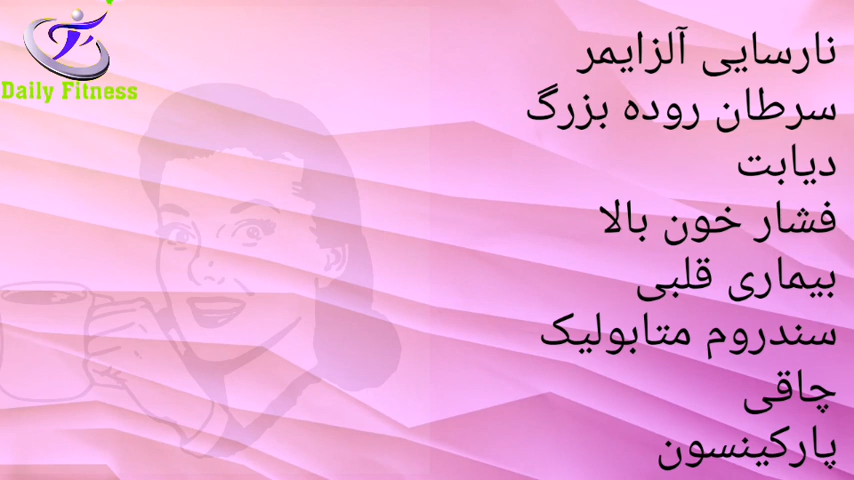 Daily Fitness
نارسایی آلزایمر
سرطان روده بزرگ
دیابت
فشار خون بالا
بیماری قلبی
سندروم متابولیک
چاقی
پارکینسون